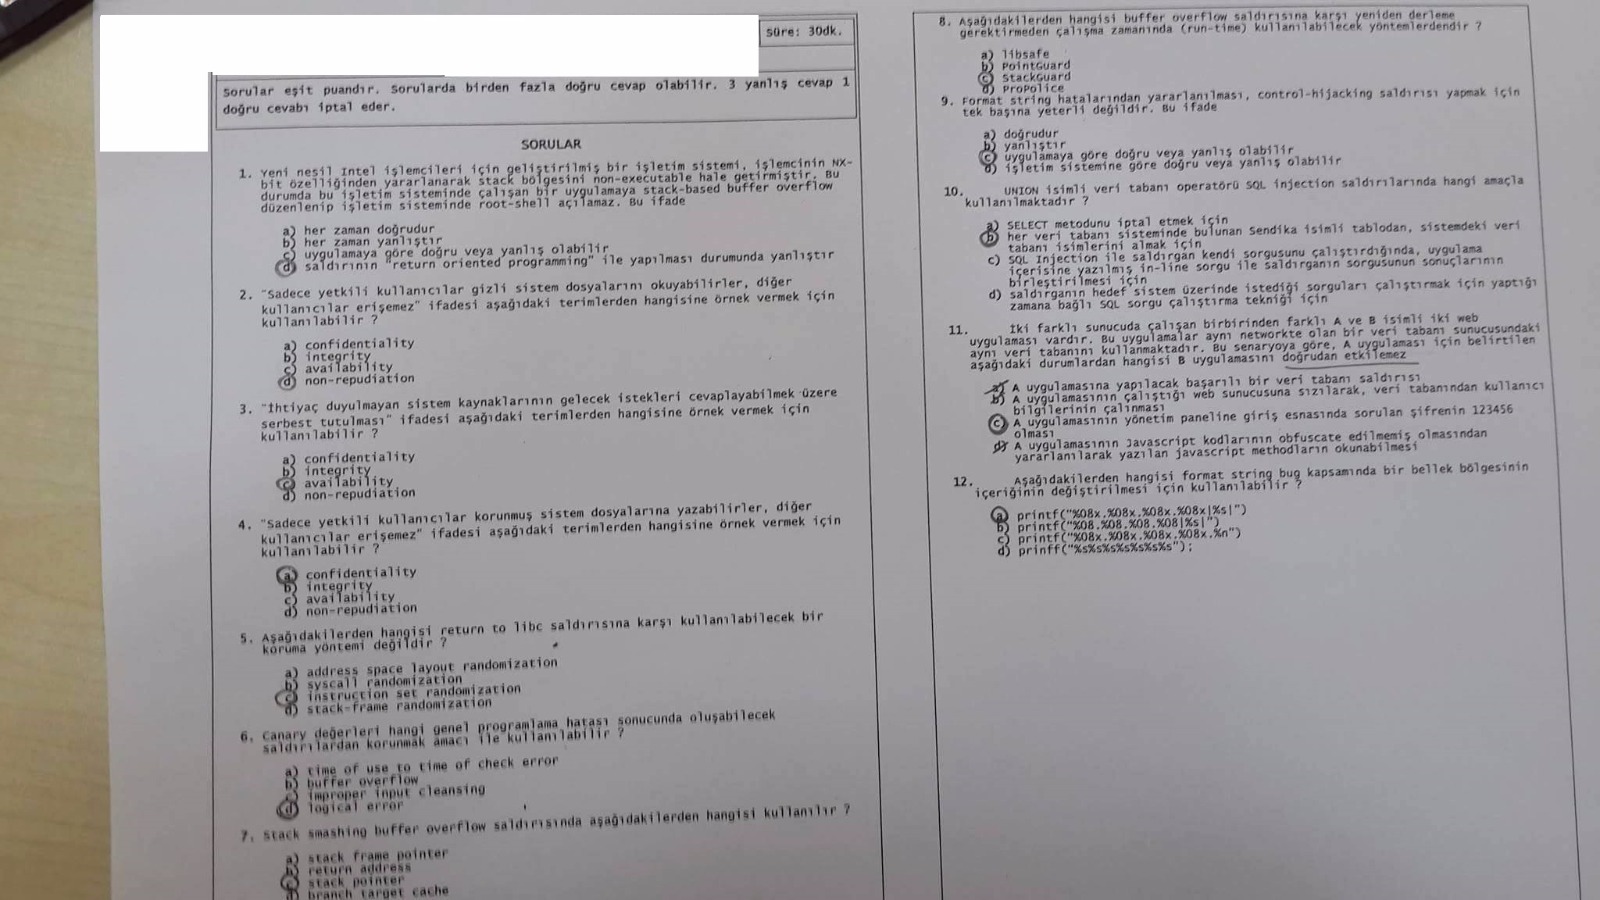 süre: 30dk.
Sorular eşit puandır. Sorularda birden fazla doğru cevap olabilir. 3 yanlış cevap 1
doğru cevabı iptal eder.
SORULAR
1. Yeni nesil Intel işlemcileri için geliştirilmiş bir işletim sistemi, işlemcinin NX-
bit özelliğinden yararlanarak stack bölgesini non-executable hale getirmiştir. Bu
durumda bu işletim sisteminde çalışan bir uygulamaya stack-based buffer overflow
düzenlenip işletim sisteminde root-shell açılamaz. Bu ifade
a) her zaman doğrudur
b) her zaman yanlıştır
c) uygulamaya göre doğru veya yanlış olabilir
d) saldırının "return oriented programming" ile yapılması durumunda yanlıştır
2. "Sadece yetkili kullanıcılar gizli sistem dosyalarını okuyabilirler, diğer
kullanıcılar erişemez" ifadesi aşağıdaki terimlerden hangisine örnek vermek için
kullanılabilir ?
a) confidentiality
b) integrity
c) availability
d) non-repudiation
3. "İhtiyaç duyulmayan sistem kaynaklarının gelecek istekleri cevaplayabilmek üzere
serbest tutulması" ifadesi aşağıdaki terimlerden hangisine örnek vermek için
kullanılabilir ?
a) confidentiality
b) integrity
c) availability
d) non-repudiation
4. "Sadece yetkili kullanıcılar korunmuş sistem dosyalarına yazabilirler, diğer
kullanıcılar erişemez" ifadesi aşağıdaki terimlerden hangisine örnek vermek için
kullanılabilir ?
a) confidentiality
b) integrity
c) availability
d) non-repudiation
5. Aşağıdakilerden hangisi return to libc saldırısına karşı kullanılabilecek bir
koruma yöntemi değildir ?
a) address space layout randomization
b) syscall randomization
c) instruction set randomization
d) stack-frame randomization
6. Canary değerleri hangi genel programlama hatası sonucunda oluşabilecek
saldırılardan korunmak amacı ile kullanılabilir ?
a) time of use to time of check error
b) buffer overflow
c) improper input cleansing
d) logical error
7. Stack smashing buffer overflow saldırısında aşağıdakilerden hangisi kullanılır ?
a) stack frame pointer
b) return address
c) stack pointer
d) branch target cache
8. Aşağıdakilerden hangisi buffer overflow saldırısına karşı yeniden derleme
gerektirmeden çalışma zamanında (run-time) kullanılabilecek yöntemlerdendir ?
a) libsafe
b) PointGuard
c) StackGuard
d) ProPolice
9. Format string hatalarından yararlanılması, control-hijacking saldırısı yapmak için
tek başına yeterli değildir. Bu ifade
a) doğrudur
b) yanlıştır
c) uygulamaya göre doğru veya yanlış olabilir
d) işletim sistemine göre doğru veya yanlış olabilir
10. UNION isimli veri tabanı operatörü SQL injection saldırılarında hangi amaçla
kullanılmaktadır ?
a) SELECT metodunu iptal etmek için
b) her veri tabanı sisteminde bulunan Sendika isimli tablodan, sistemdeki veri
tabanı isimlerini almak için
c) SQL Injection ile saldırgan kendi sorgusunu çalıştırdığında, uygulama
içerisine yazılmış in-line sorgu ile saldırganın sorgusunun sonuçlarının
birleştirilmesi için
d) saldırganın hedef sistem üzerinde istediği sorguları çalıştırmak için yaptığı
zamana bağlı SQL sorgu çalıştırma tekniği için
11. İki farklı sunucuda çalışan birbirinden farklı A ve B isimli iki web
uygulaması vardır. Bu uygulamalar aynı networkte olan bir veri tabanı sunucusundaki
aynı veri tabanını kullanmaktadır. Bu senaryoya göre, A uygulaması için belirtilen
aşağıdaki durumlardan hangisi B uygulamasını doğrudan etkilemez
a) A uygulamasına yapılacak başarılı bir veri tabanı saldırısı
b) A uygulamasının çalıştığı web sunucusuna sızılarak, veri tabanından kullanıcı
bilgilerinin çalınması
c) A uygulamasının yönetim paneline giriş esnasında sorulan şifrenin 123456
olması
d) A uygulamasının Javascript kodlarının obfuscate edilmemiş olmasından
yararlanılarak yazılan javascript methodların okunabilmesi
12. Aşağıdakilerden hangisi format string bug kapsamında bir bellek bölgesinin
içeriğinin değiştirilmesi için kullanılabilir ?
a) printf("%08x.%08x.%08x.%08x|%s|")
b) printf("%08.%08.%08.%08|%s|")
c) printf("%08x.%08x.%08x.%08x.%n")
d) prinff("%s%s%s%s%s%s%s");